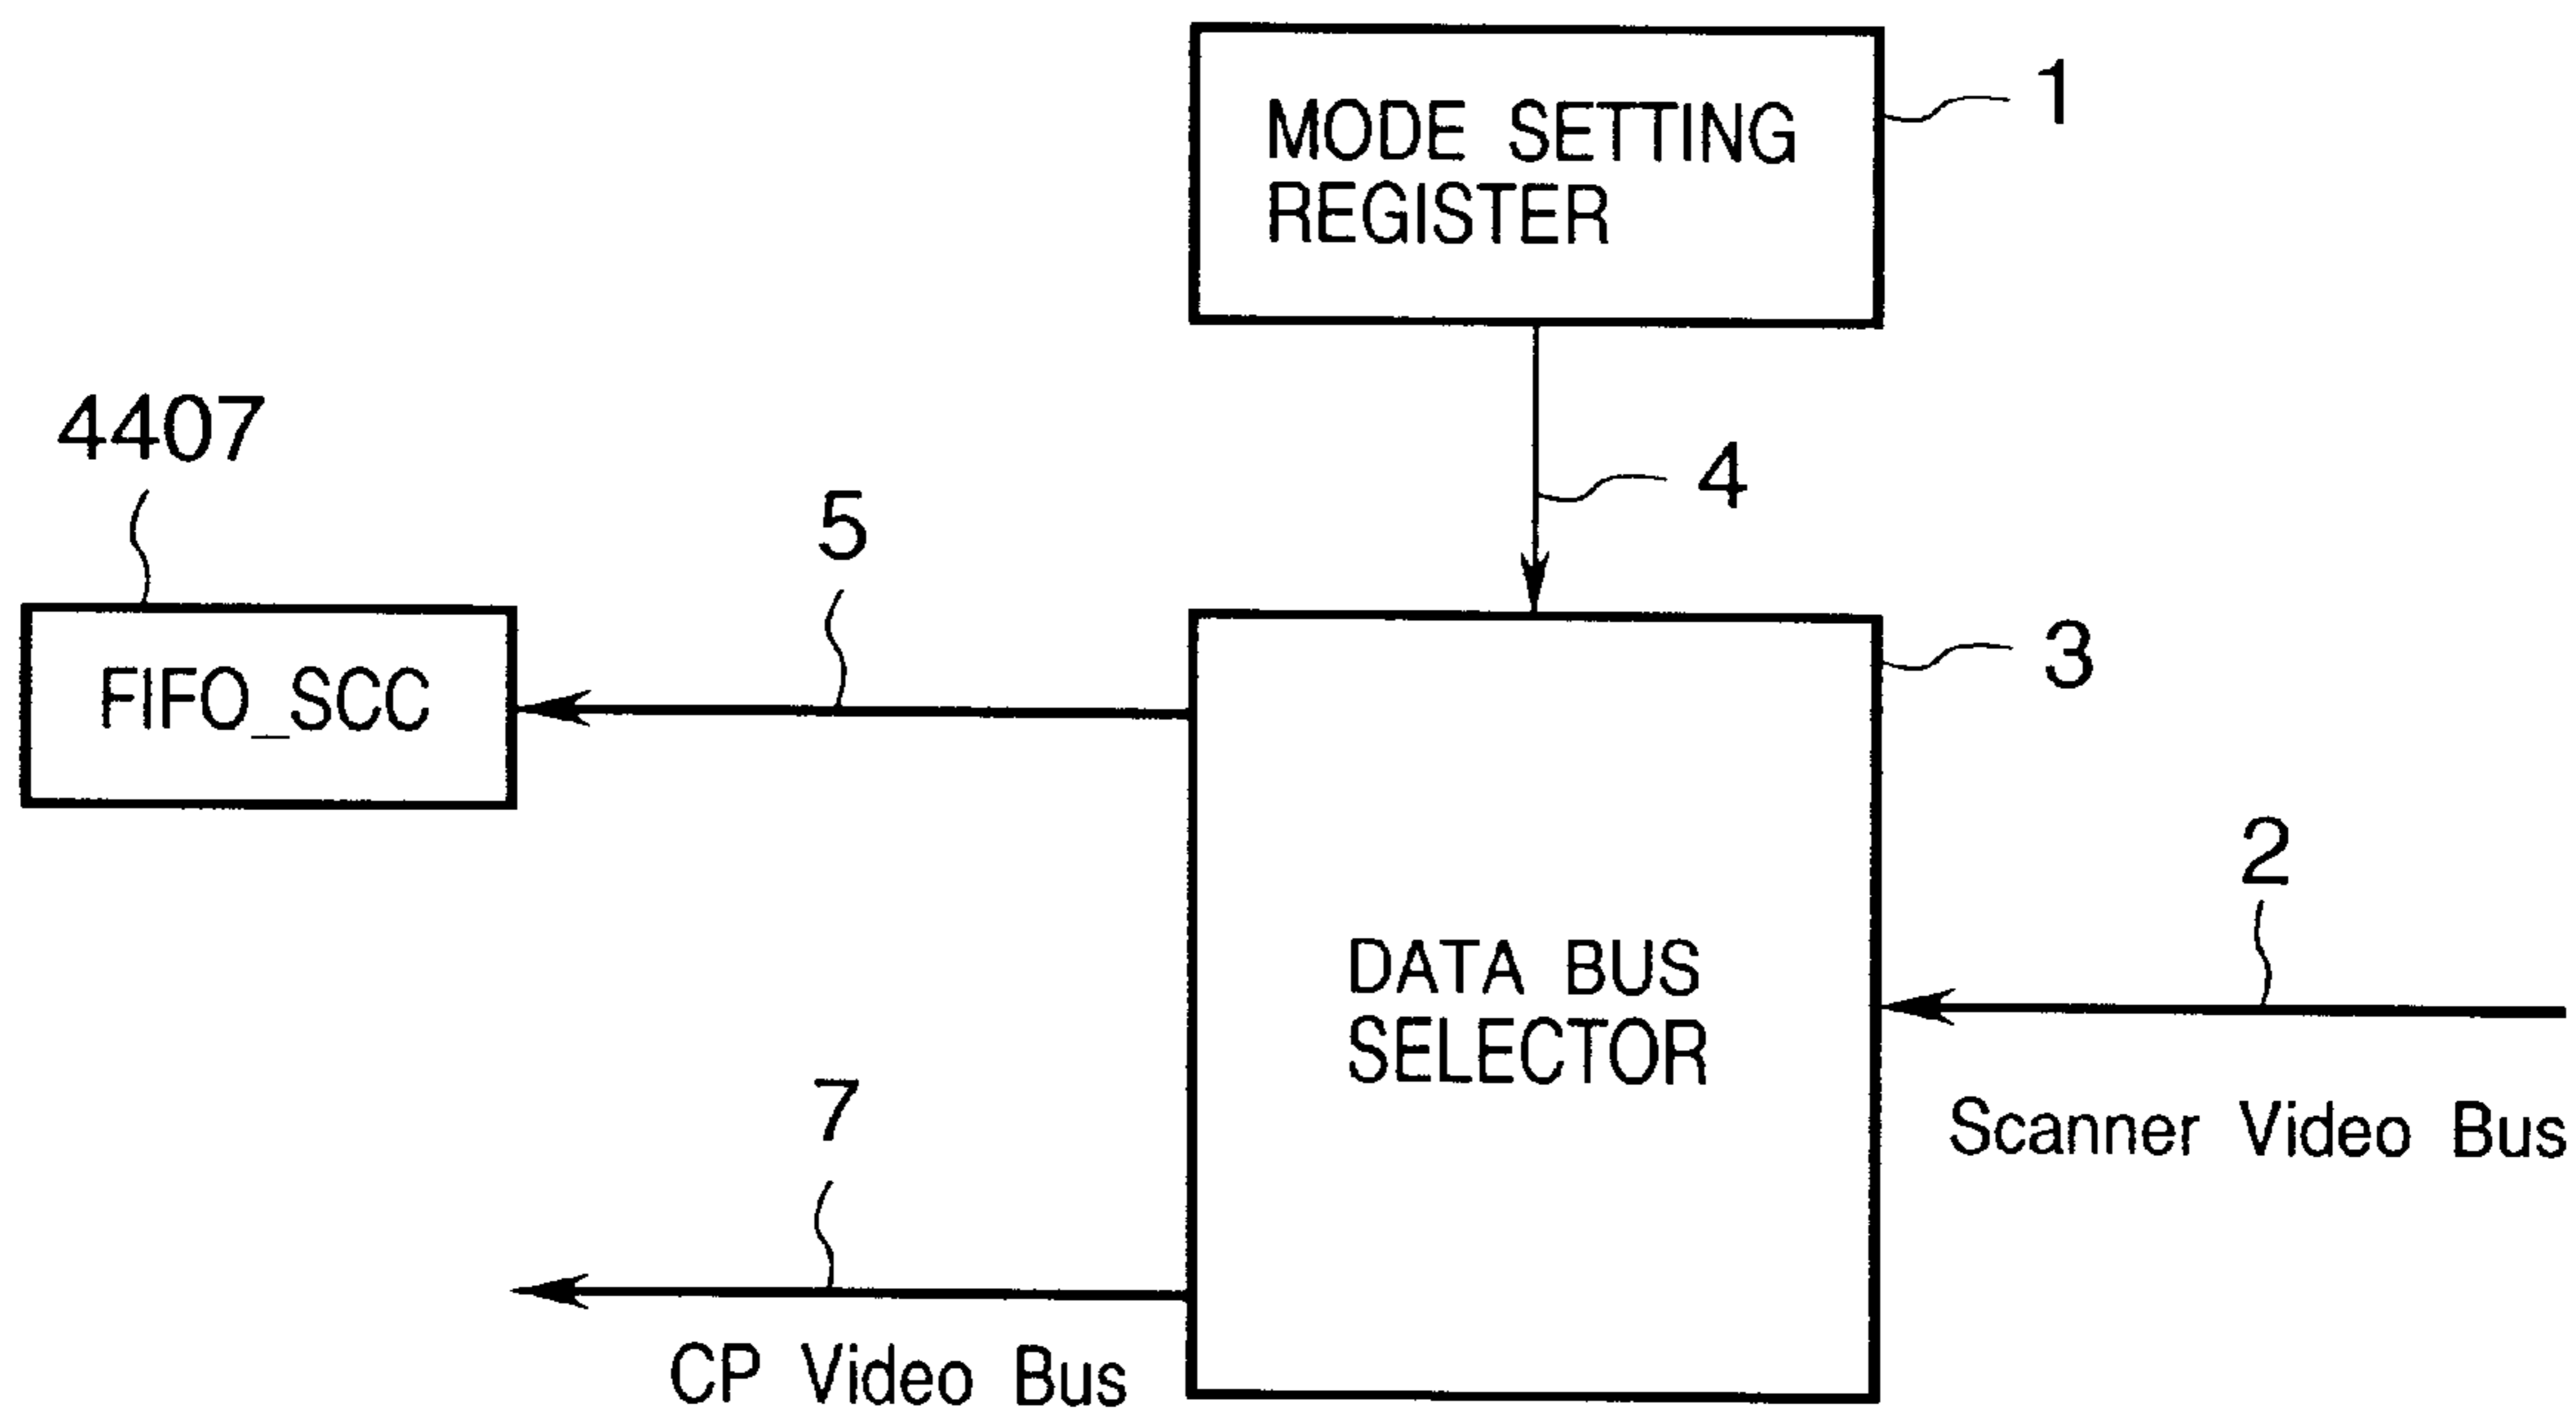 MODE SETTING
REGISTER
1
4407
4
5
3
FIFO_SCC
2
DATA BUS
SELECTOR
7
Scanner Video Bus
CP Video Bus